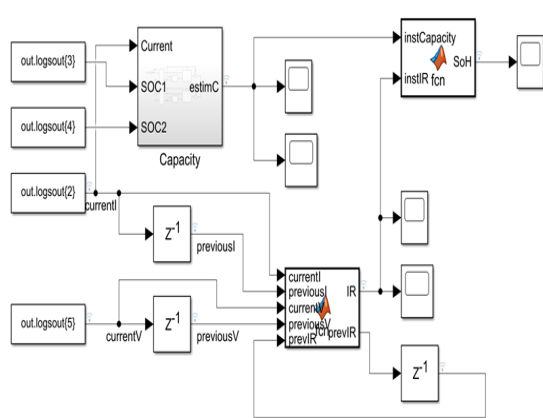 out.logsout{3}
out.logsout{4}
out.logsout{2}
out.logsout{5}
Current
SOC1
SOC2
estimC
Capacity
instCapacity
instIR
fcn
SoH
currentI
Z-1
previousI
currentV
Z-1
previousV
currentI
previousI
currentV
previousV
prevIR
fcn
IR
prevIR
Z-1